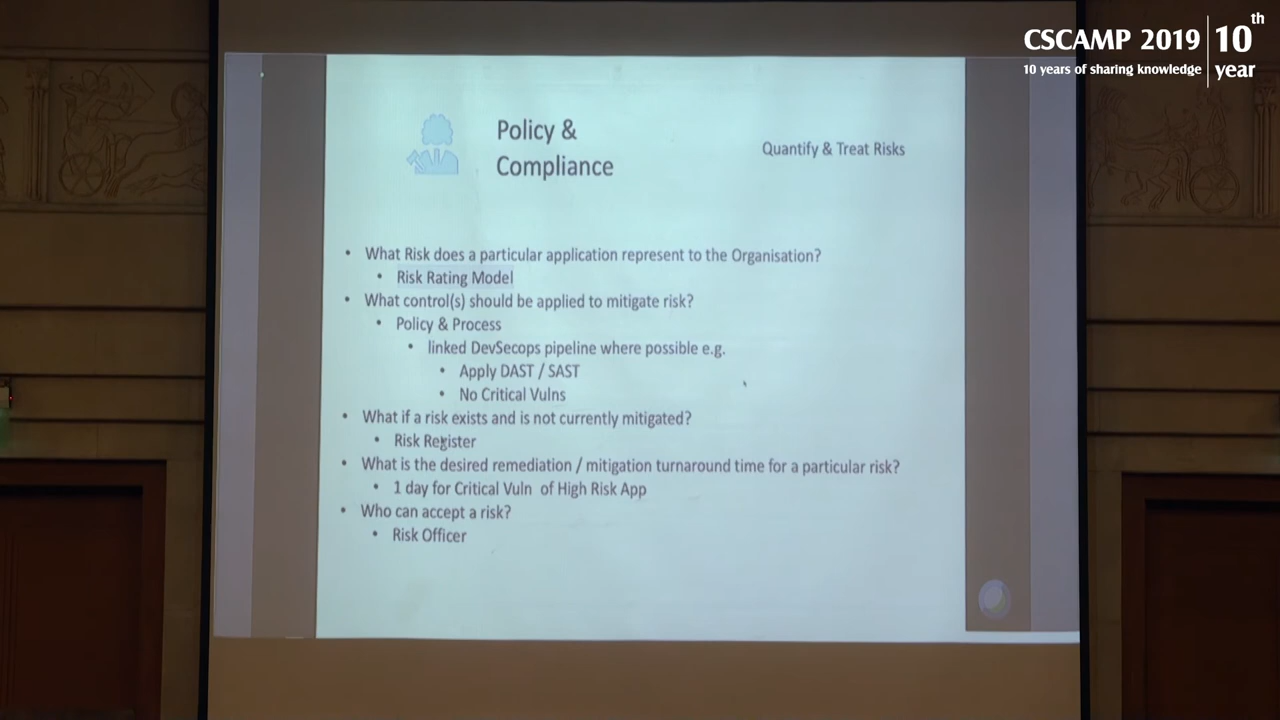 CSCAMP 2019
10 years of sharing knowledge
10th
year
Policy &
Compliance
Quantify & Treat Risks
• What Risk does a particular application represent to the Organisation?
• Risk Rating Model
• What control(s) should be applied to mitigate risk?
• Policy & Process
• linked DevSecops pipeline where possible e.g.
• Apply DAST / SAST
• No Critical Vulns
• What if a risk exists and is not currently mitigated?
• Risk Register
• What is the desired remediation / mitigation turnaround time for a particular risk?
• 1 day for Critical Vuln of High Risk App
• Who can accept a risk?
• Risk Officer